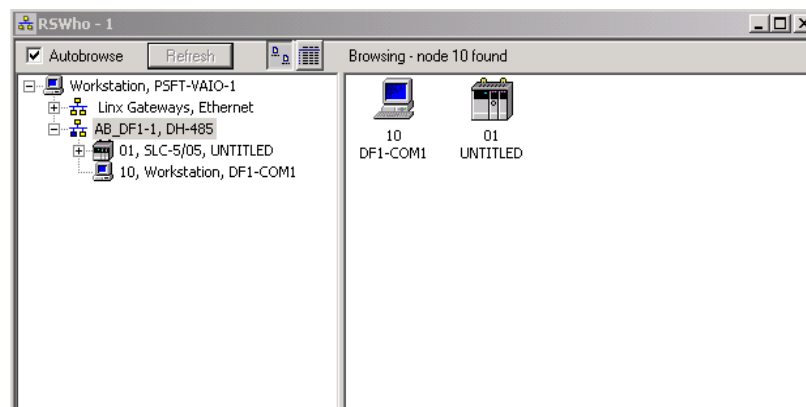 RSWho - 1
Autobrowse
Refresh
Browsing - node 10 found
Workstation, PSFT-VAIO-1
Linx Gateways, Ethernet
AB_DF1-1, DH-485
01, SLC-5/05, UNTITLED
10, Workstation, DF1-COM1
10
DF1-COM1
01
UNTITLED